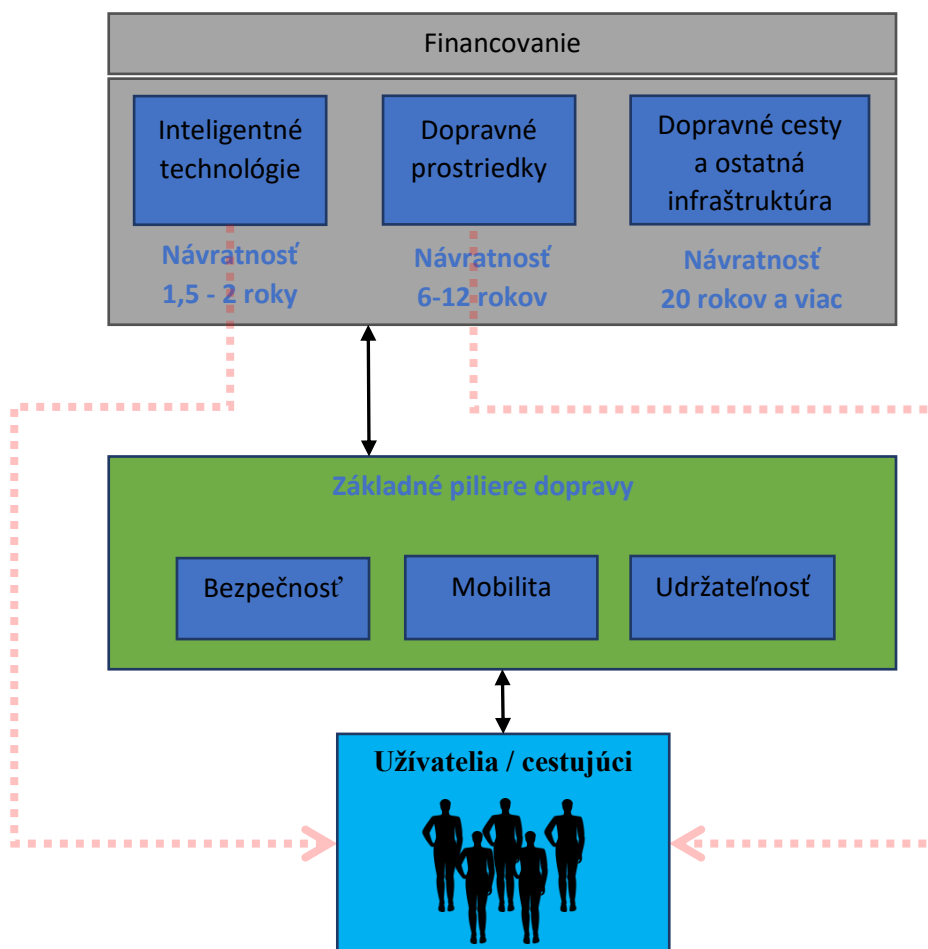 Financovanie
Inteligentné
technológie
Dopravné
prostriedky
Dopravné cesty
a ostatná
infraštruktúra
Návratnosť
1,5 - 2 roky
Návratnosť
6-12 rokov
Návratnosť
20 rokov a viac
Základné piliere dopravy
Bezpečnosť
Mobilita
Udržateľnosť
Užívatelia / cestujúci